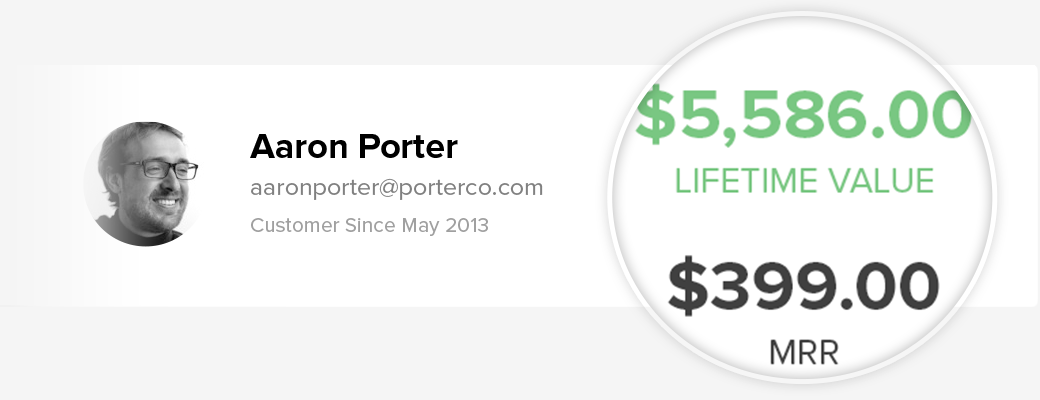 Aaron Porter
aaronporter@porterco.com
Customer Since May 2013
$5,586.00
LIFETIME VALUE
$399.00
MRR